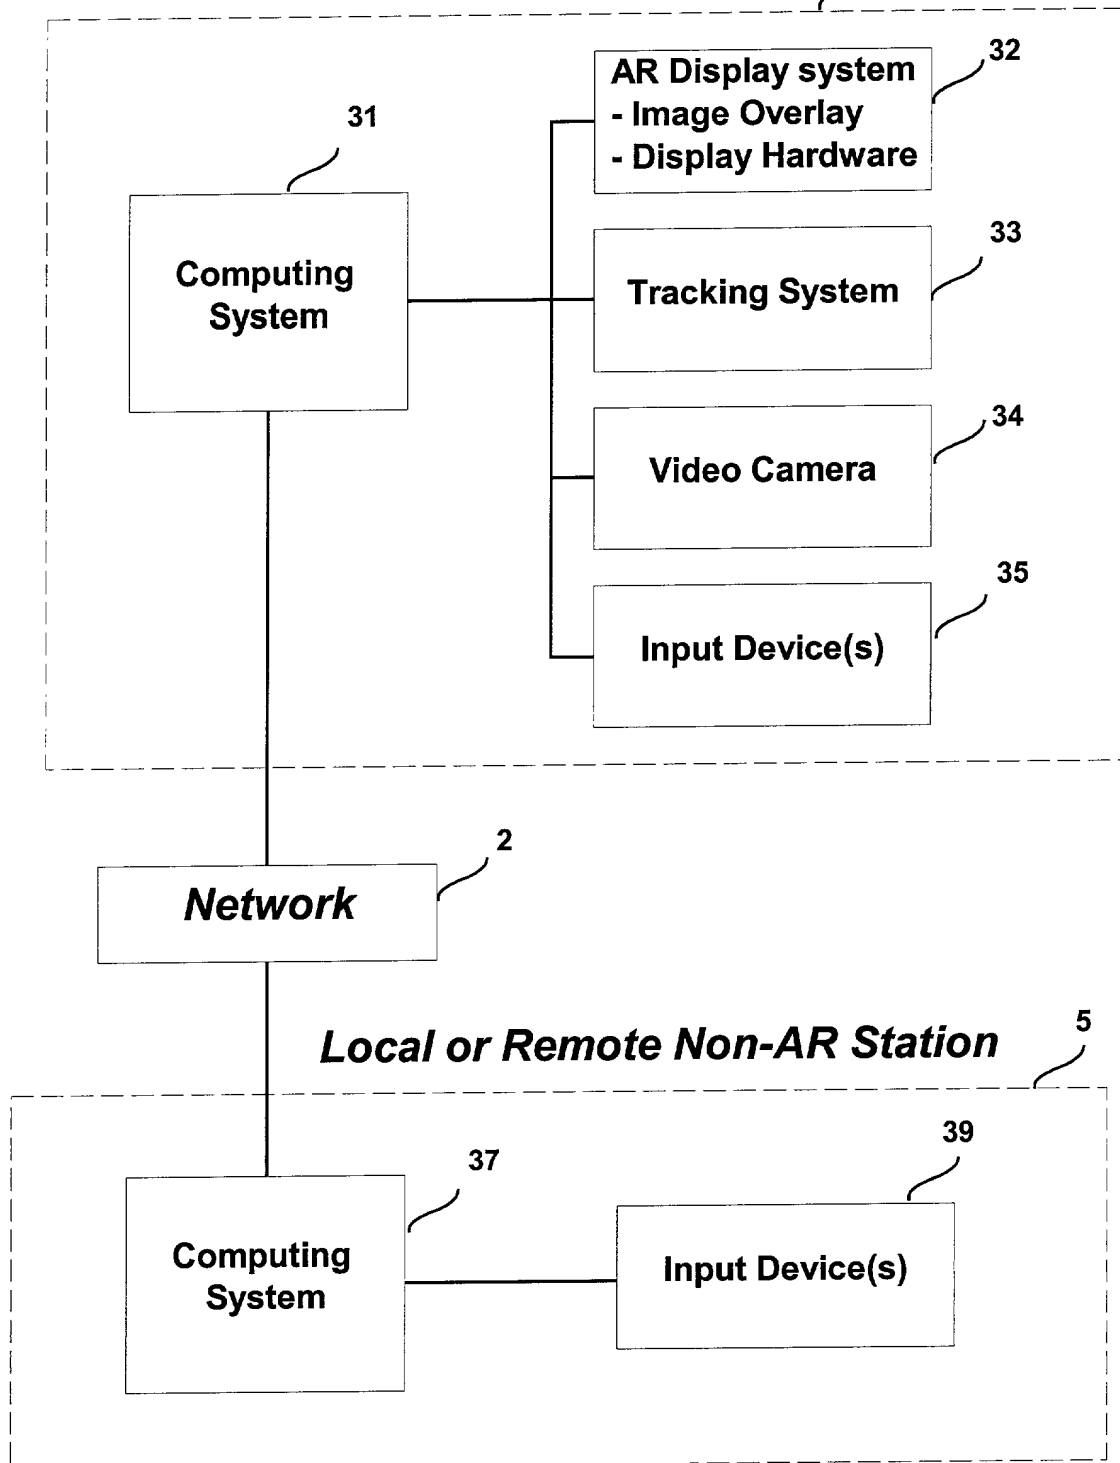 32
AR Display system
- Image Overlay
- Display Hardware
31
Computing
System
33
Tracking System
34
Video Camera
35
Input Device(s)
2
Network
5
Local or Remote Non-AR Station
37
39
Computing
System
Input Device(s)